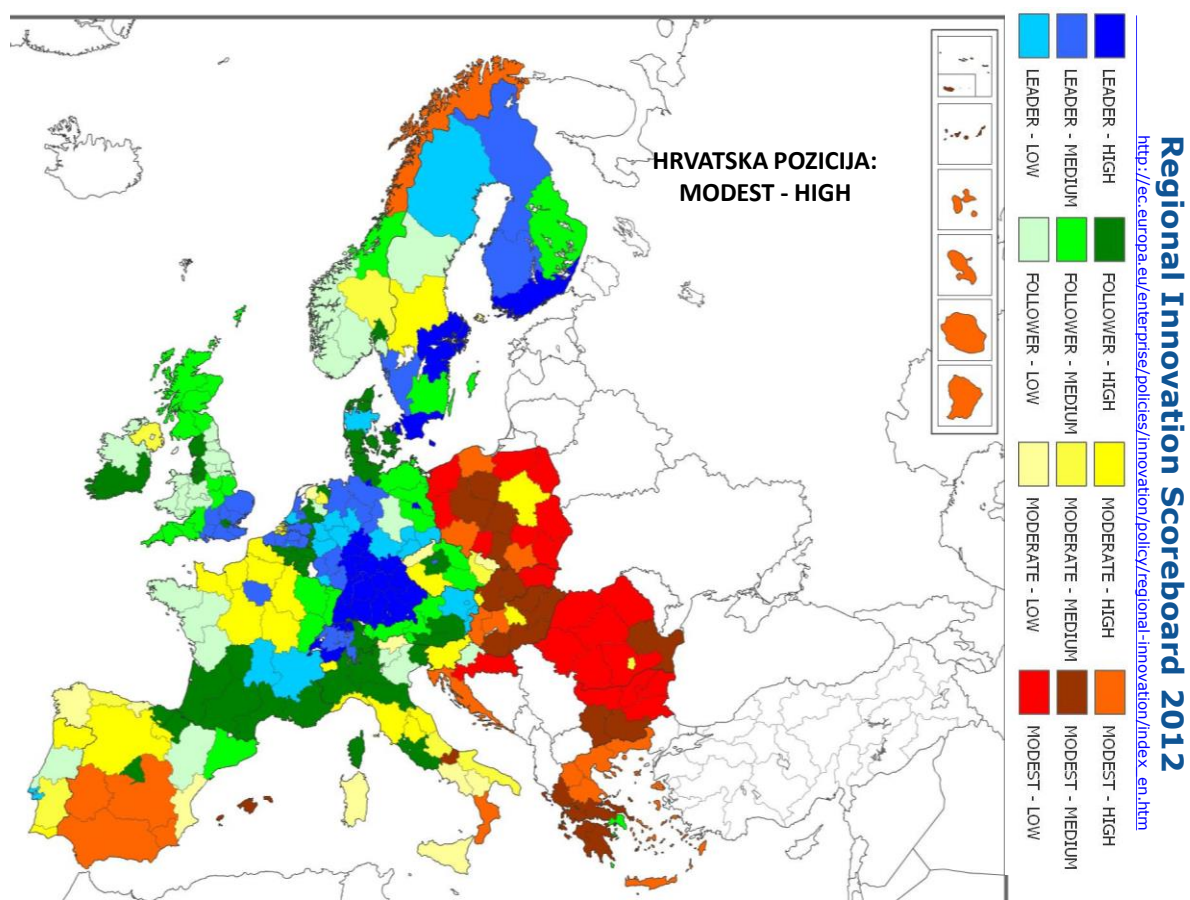 Regional Innovation Scoreboard 2012
http://ec.europa.eu/enterprise/policies/innovation/policy/regional-innovation/index_en.htm
HRVATSKA POZICIJA:
MODEST - HIGH
LEADER - HIGH
LEADER - MEDIUM
LEADER - LOW
FOLLOWER - HIGH
FOLLOWER - MEDIUM
FOLLOWER - LOW
MODERATE - HIGH
MODERATE - MEDIUM
MODERATE - LOW
MODEST - HIGH
MODEST - MEDIUM
MODEST - LOW